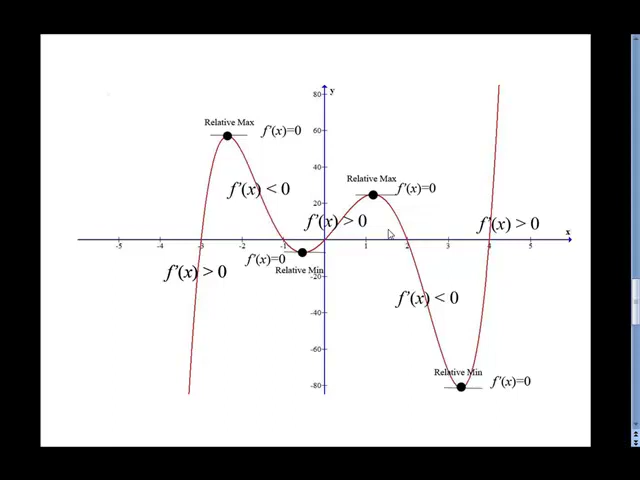 y
80
Relative Max
f'(x)=0
60
40
Relative Max
f'(x) < 0
f'(x)=0
20
f'(x) > 0
f'(x) > 0
x
-5
-4
-3
-2
-1
1
2
3
4
5
f'(x)=0
-20
f'(x) > 0
Relative Min
f'(x) < 0
-40
-60
Relative Min
f'(x)=0
-80